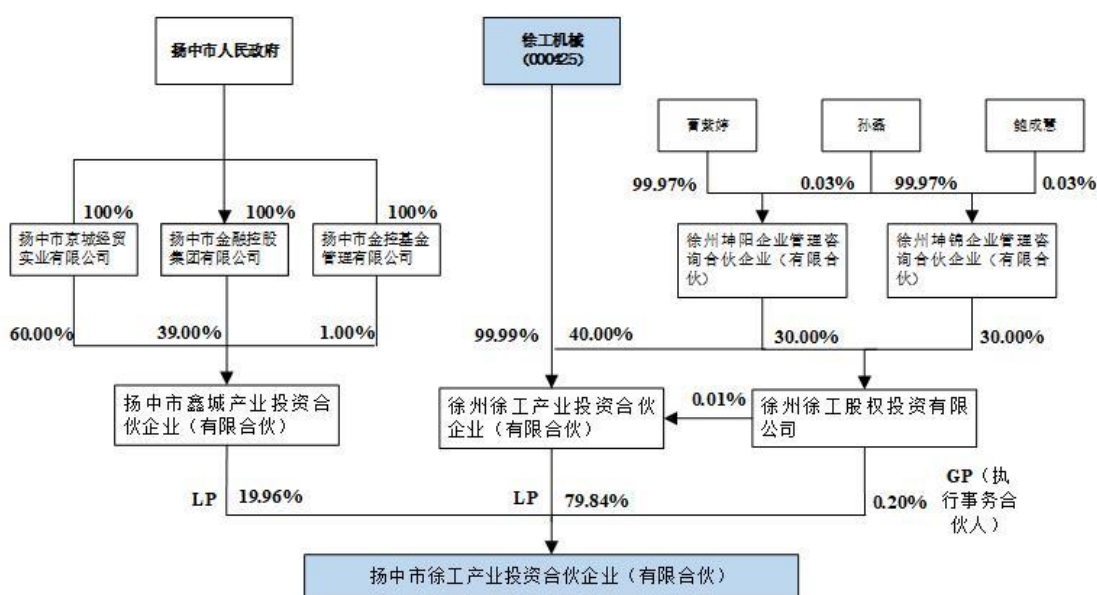 扬中市人民政府
徐工机械
(000425)
曹紫婷
孙磊
鲍成慧
99.97%
0.03%
99.97%
0.03%
100%
100%
100%
扬中市京城经贸
实业有限公司
扬中市金融控股
集团有限公司
扬中市金控基金
管理有限公司
徐州坤阳企业管理咨
询合伙企业（有限合
伙）
徐州坤锦企业管理咨
询合伙企业（有限合
伙）
60.00%
39.00%
1.00%
99.99%
40.00%
30.00%
30.00%
扬中市鑫城产业投资合
伙企业（有限合伙）
徐州徐工产业投资合伙
企业（有限合伙）
0.01%
徐州徐工股权投资有限
公司
LP
19.96%
LP
79.84%
0.20%
GP（执
行事务合
伙人）
扬中市徐工产业投资合伙企业（有限合伙）